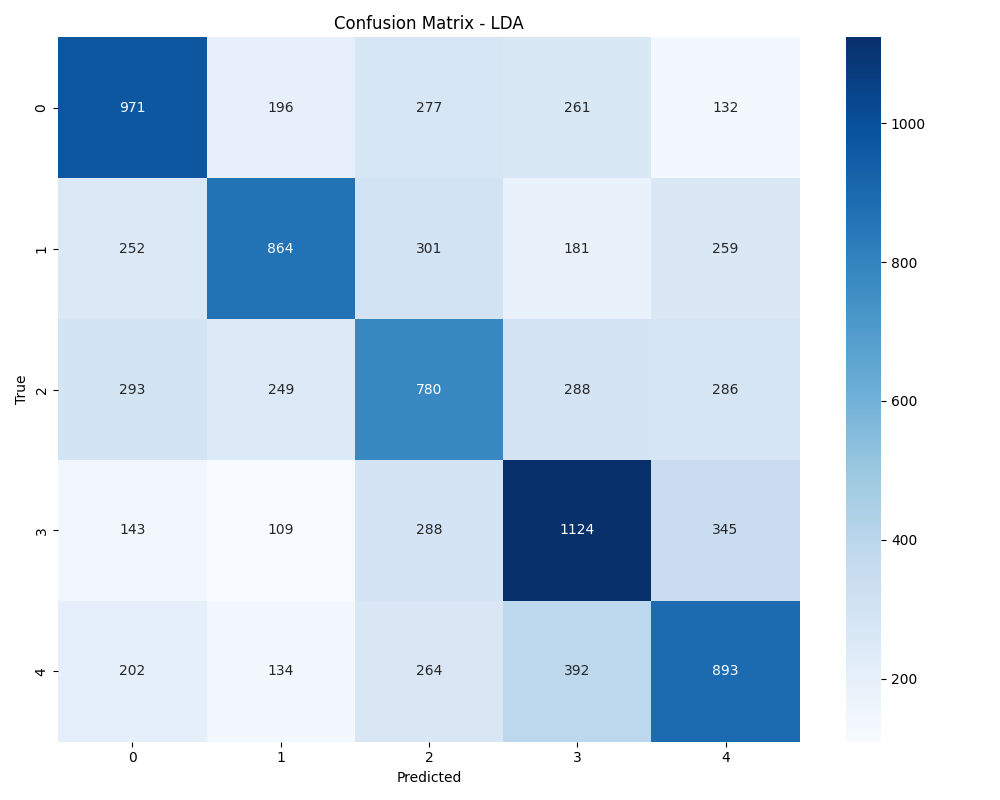 Confusion Matrix - LDA
0 971 196 277 261 132
1 252 864 301 181 259
2 293 249 780 288 286
3 143 109 288 1124 345
4 202 134 264 392 893
0 1 2 3 4
Predicted
True
1000
800
600
400
200